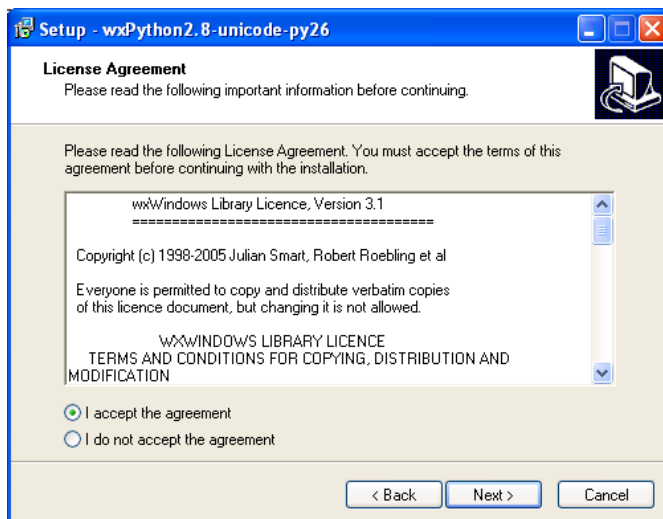 Setup - wxPython2.8-unicode-py26
License Agreement
Please read the following important information before continuing.
Please read the following License Agreement. You must accept the terms of this
agreement before continuing with the installation.
wxWindows Library Licence, Version 3.1
======================================
Copyright (c) 1998-2005 Julian Smart, Robert Roebling et al
Everyone is permitted to copy and distribute verbatim copies
of this licence document, but changing it is not allowed.
WXWINDOWS LIBRARY LICENCE
TERMS AND CONDITIONS FOR COPYING, DISTRIBUTION AND
MODIFICATION
I accept the agreement
I do not accept the agreement
< Back Next > Cancel